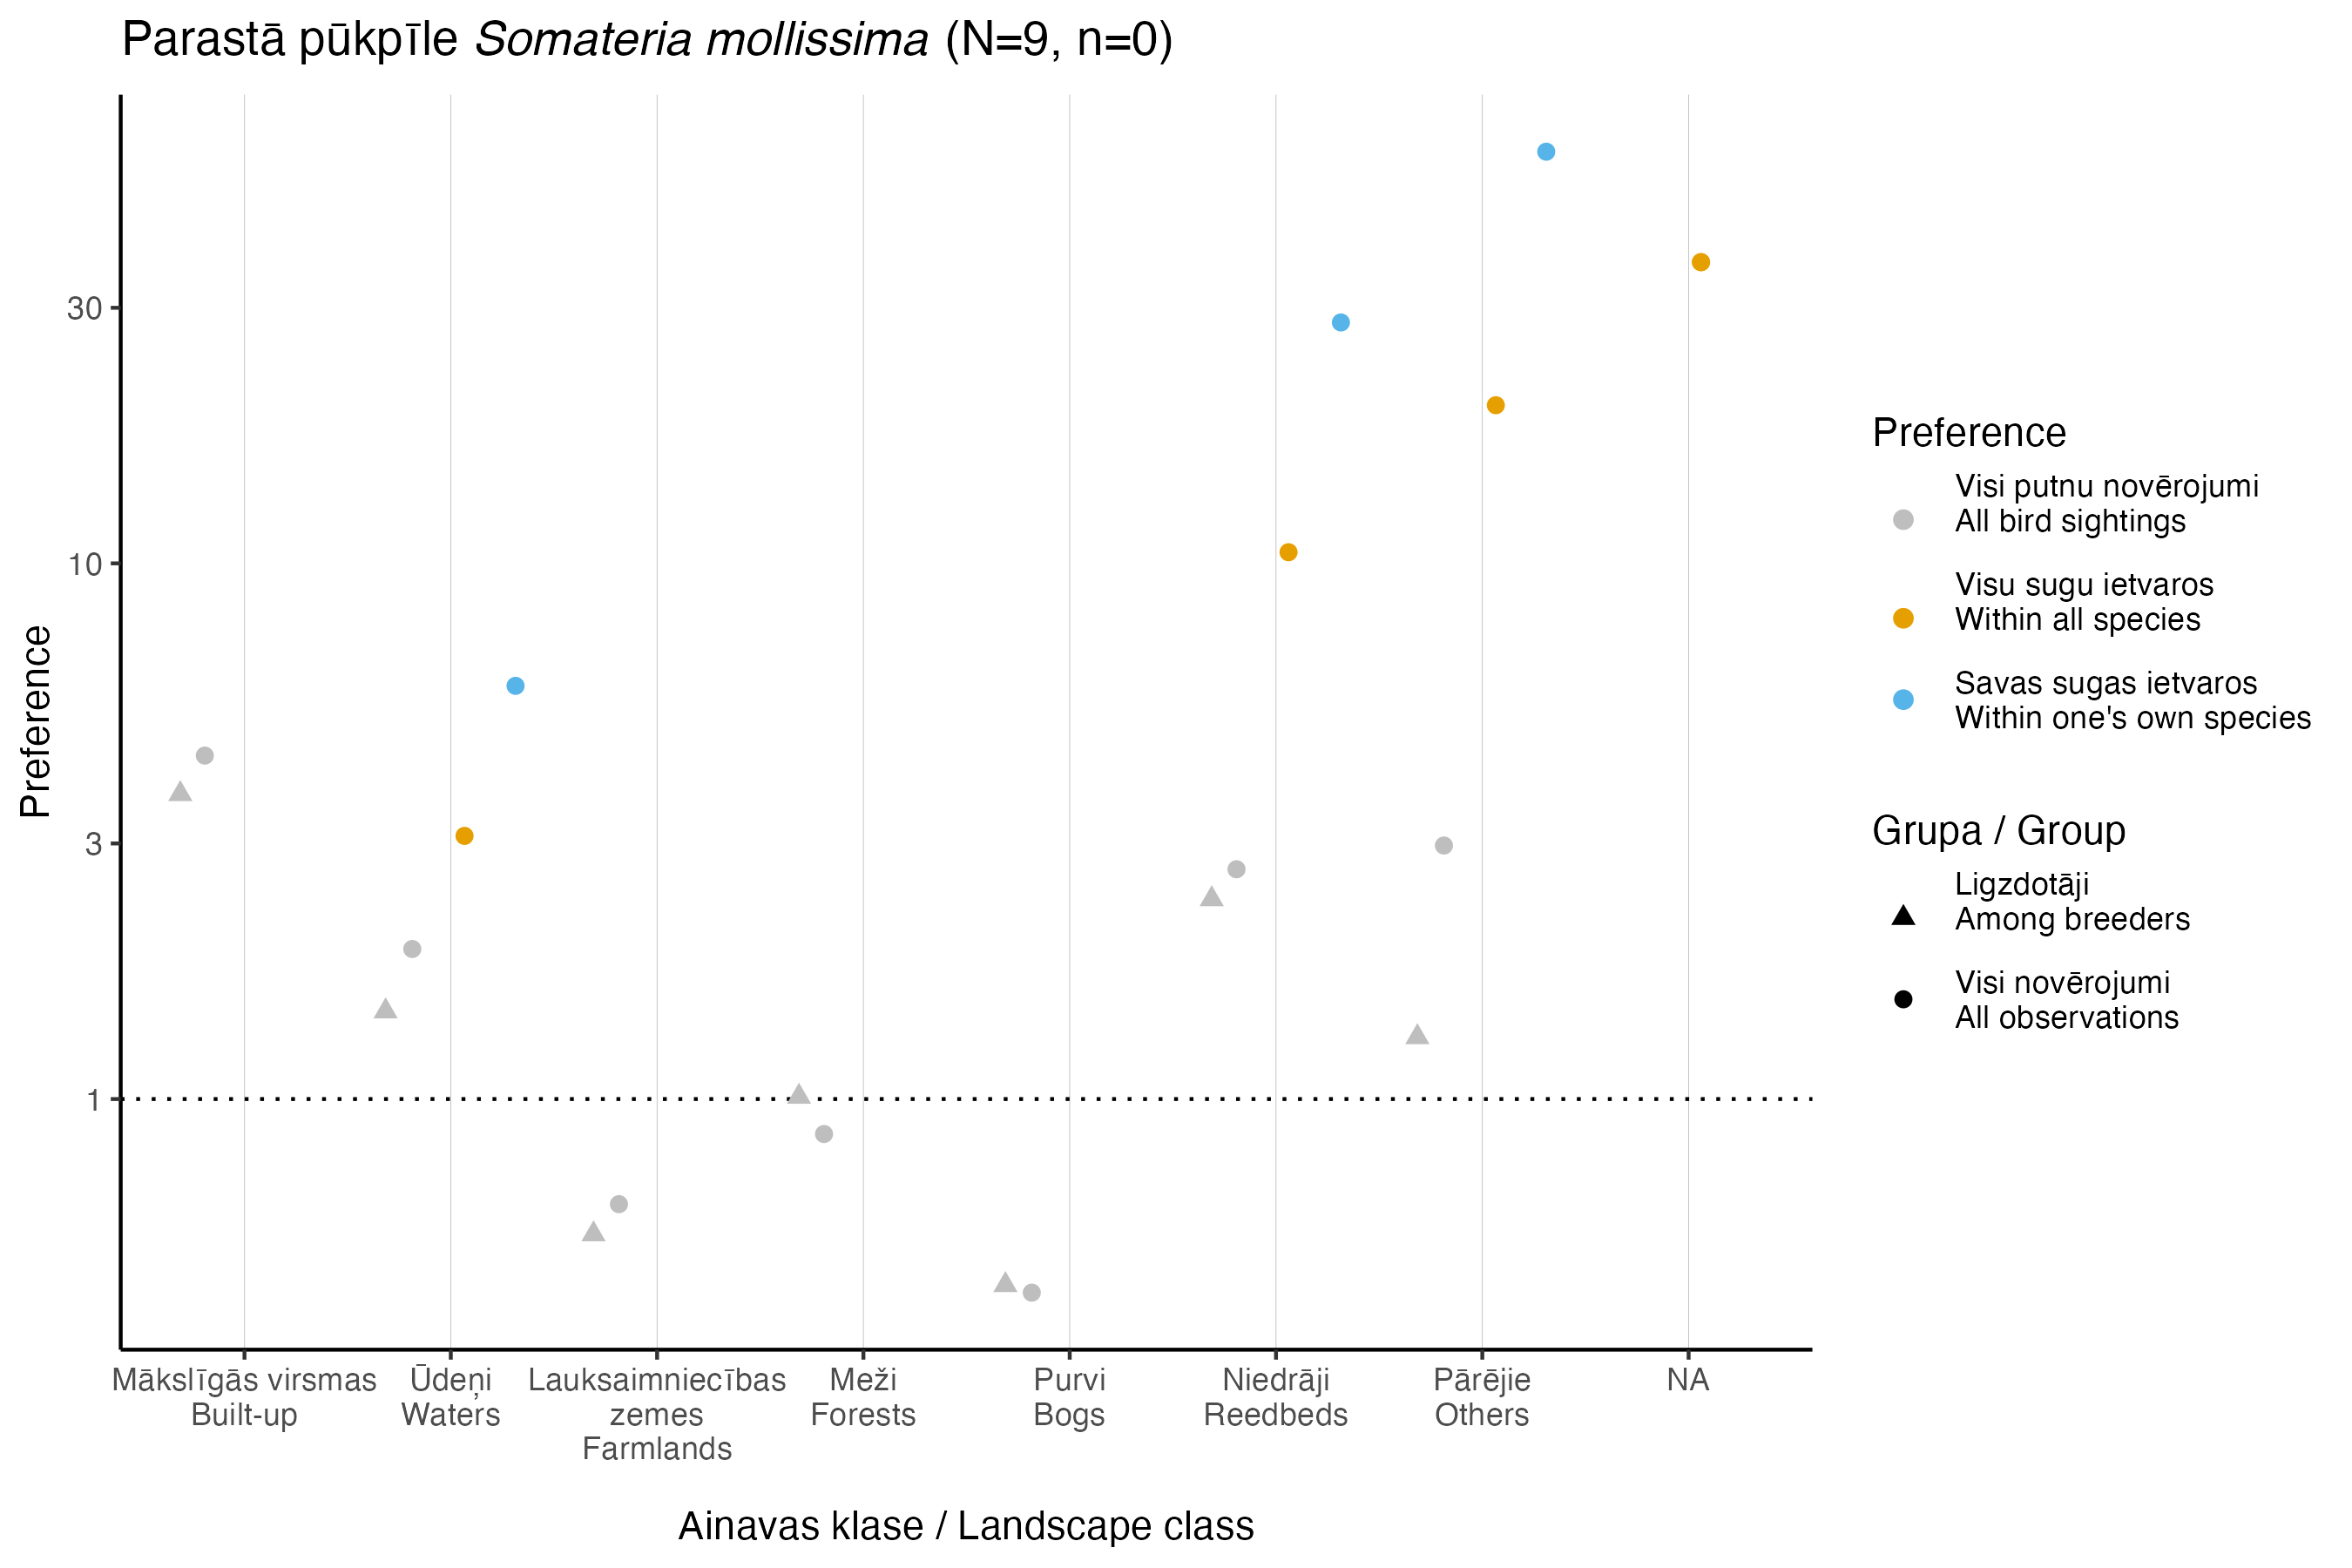 Parastā pūkpīle Somateria mollissima (N=9, n=0)
Preference
30
10
3
1
Mākslīgās virsmas
Built-up
Ūdeņi
Waters
Lauksaimniecības
zemes
Farmlands
Meži
Forests
Purvi
Bogs
Niedrāji
Reedbeds
Pārējie
Others
NA
Ainavas klase / Landscape class
Preference
Visi putnu novērojumi
All bird sightings
Visu sugu ietvaros
Within all species
Savas sugas ietvaros
Within one's own species
Grupa / Group
Ligzdotāji
Among breeders
Visi novērojumi
All observations